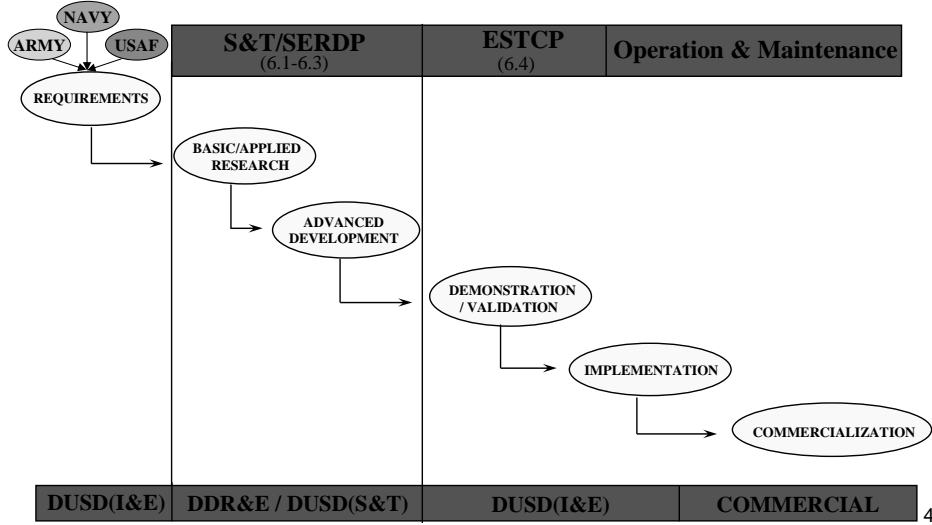 NAVY
ARMY
USAF
REQUIREMENTS
S&T/SERDP
(6.1-6.3)
ESTCP
(6.4)
Operation & Maintenance
BASIC/APPLIED
RESEARCH
ADVANCED
DEVELOPMENT
DEMONSTRATION
/ VALIDATION
IMPLEMENTATION
COMMERCIALIZATION
DUSD(I&E)
DDR&E / DUSD(S&T)
DUSD(I&E)
COMMERCIAL
4